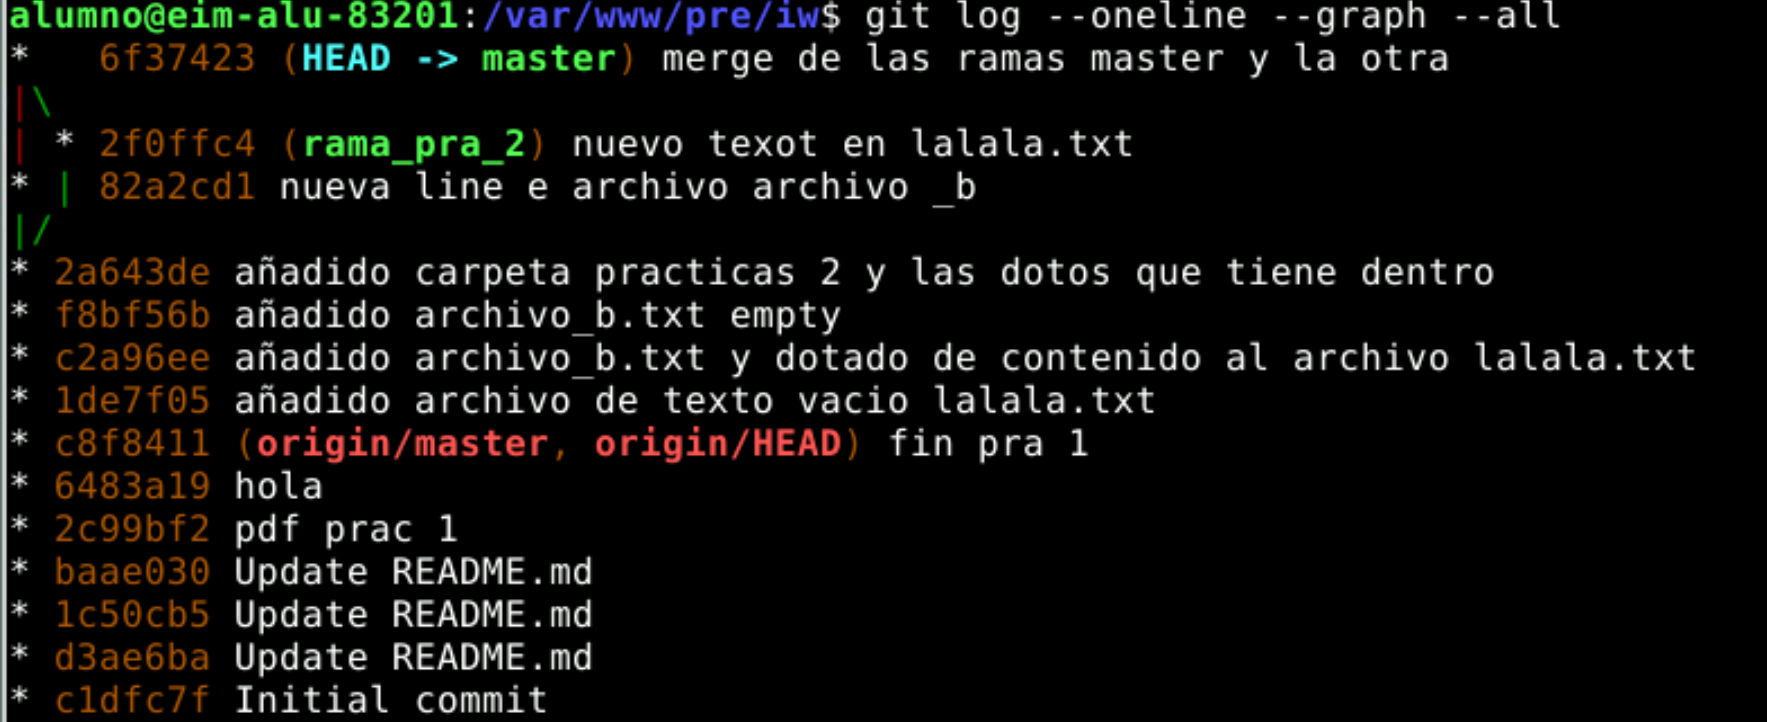 alumno@eim-alu-83201:/var/www/pre/iw$ git log --oneline --graph --all
*   6f37423 (HEAD -> master) merge de las ramas master y la otra
|\
| * 2f0ffc4 (rama_pra_2) nuevo texot en lalala.txt
* | 82a2cd1 nueva line e archivo archivo _b
|/
* 2a643de añadido carpeta practicas 2 y las dotos que tiene dentro
* f8bf56b añadido archivo_b.txt empty
* c2a96ee añadido archivo_b.txt y dotado de contenido al archivo lalala.txt
* 1de7f05 añadido archivo de texto vacio lalala.txt
* c8f8411 (origin/master, origin/HEAD) fin pra 1
* 6483a19 hola
* 2c99bf2 pdf prac 1
* baae030 Update README.md
* 1c50cb5 Update README.md
* d3ae6ba Update README.md
* c1dfc7f Initial commit